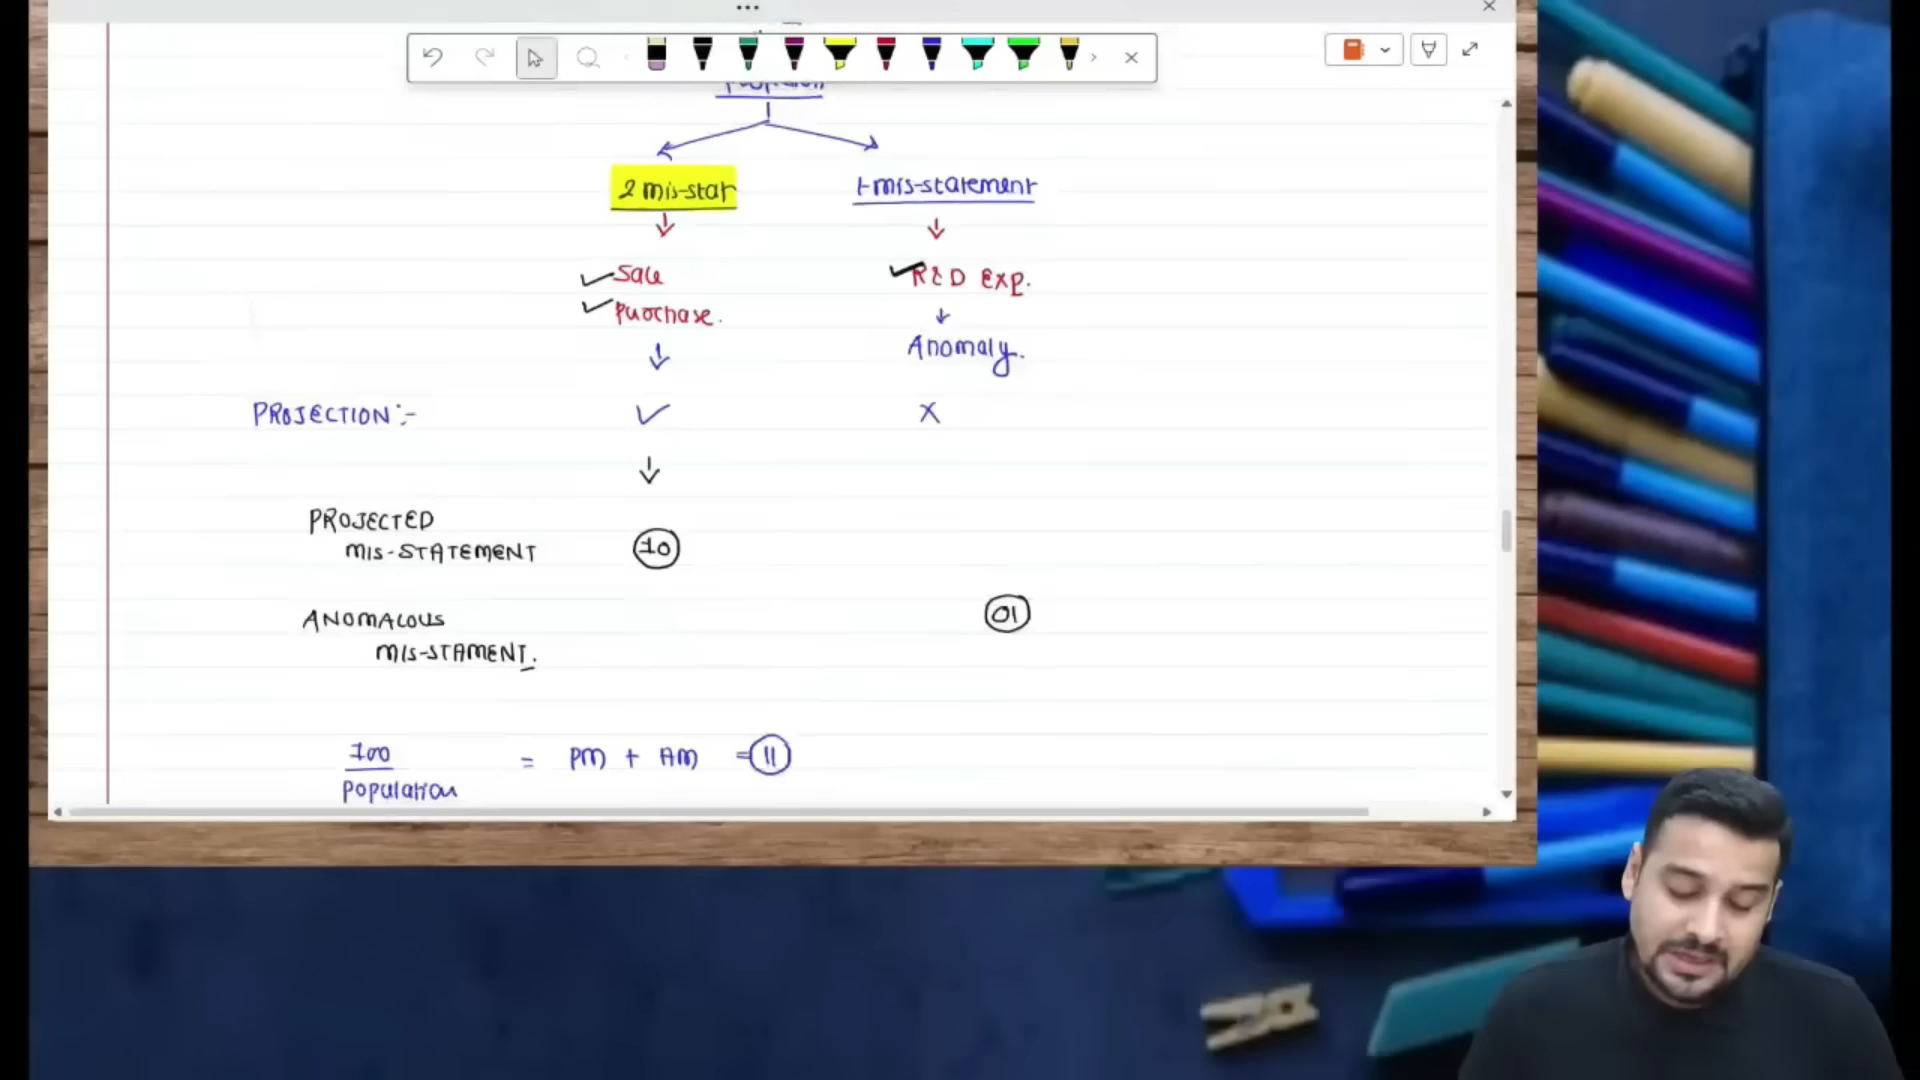 2 mis-stat
1-mis-statement
Sale
Purchase.
R&D Exp.
Anomaly.
PROJECTION:-
PROJECTED
MIS-STATEMENT
10
ANOMALOUS
MIS-STAMENT.
01
100
Population
= PM + AM = 11